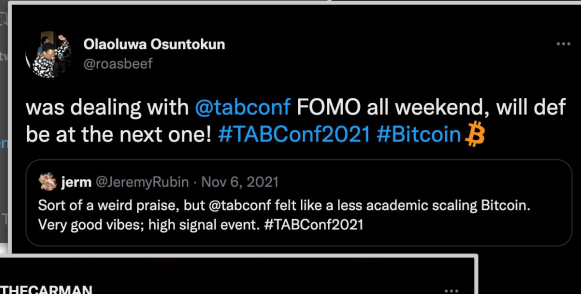 Olaoluwa Osuntokun
@roasbeef
was dealing with @tabconf FOMO all weekend, will def
be at the next one! #TABConf2021 #Bitcoin
jerm @JeremyRubin · Nov 6, 2021
Sort of a weird praise, but @tabconf felt like a less academic scaling Bitcoin.
Very good vibes; high signal event. #TABConf2021
THECARMAN